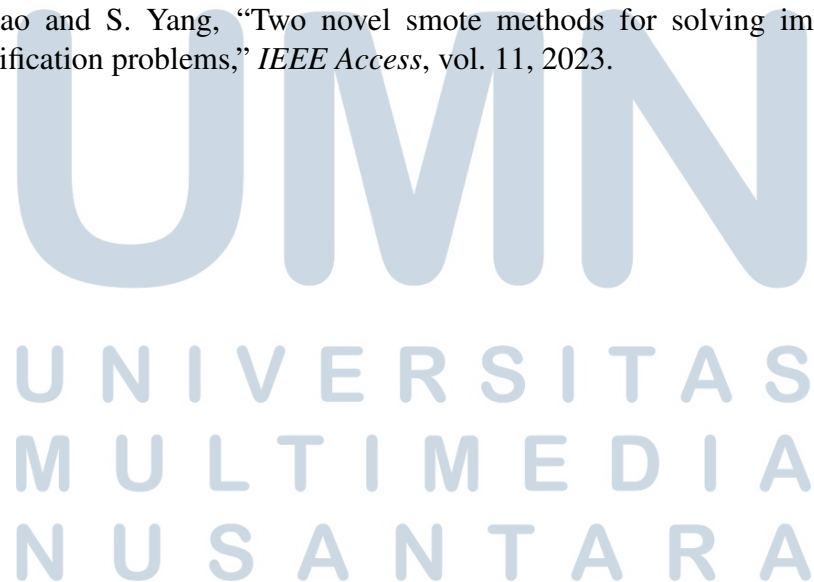 ao and S. Yang, “Two novel smote methods for solving im
ification problems,” IEEE Access, vol. 11, 2023.
UMN
UNIVERSITAS
MULTIMEDIA
NUSANTARA